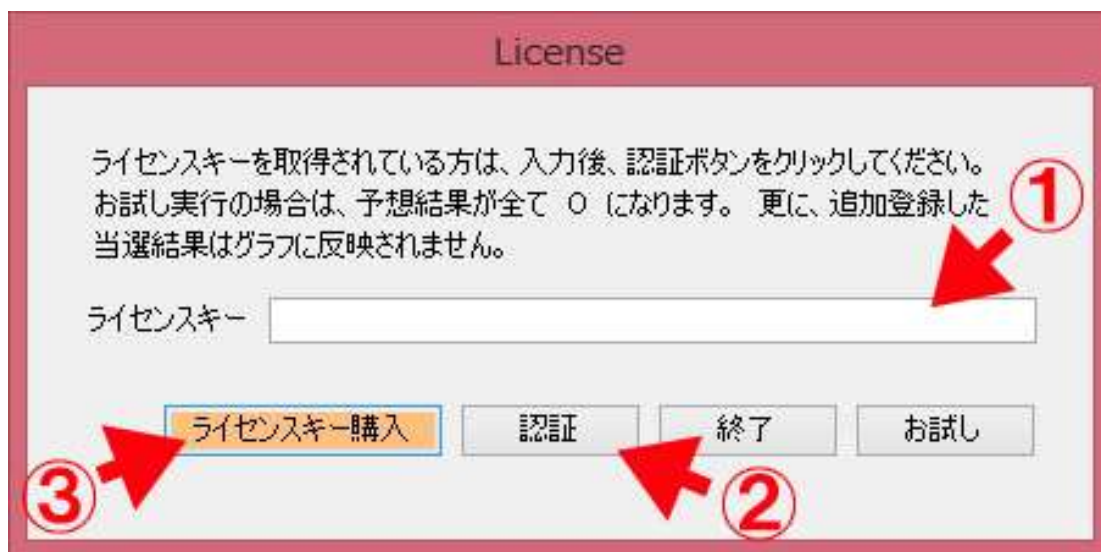 License
ライセンスキーを取得されている方は、入力後、認証ボタンをクリックしてください。
お試し実行の場合は、予想結果が全て 0 になります。 更に、追加登録した
当選結果はグラフに反映されません。
①
ライセンスキー
ライセンスキー購入 認証 終了 お試し
③ ②